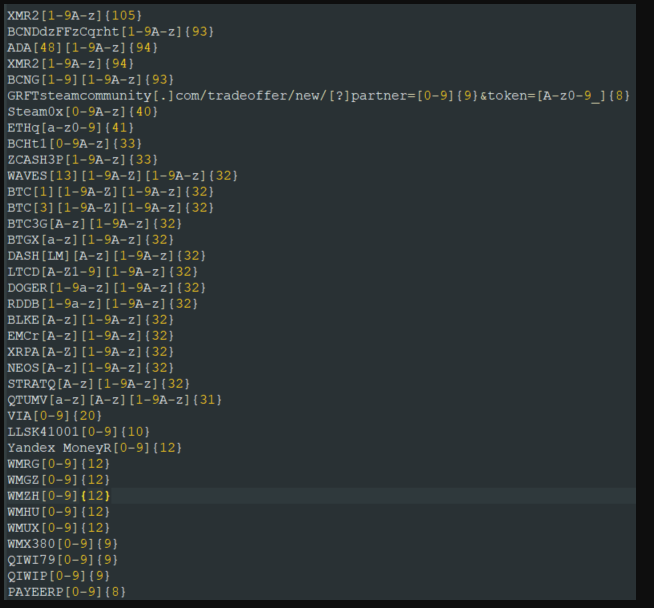 XMR2[1-9A-z]{105}
BCNDdzFFzCqrht[1-9A-z]{93}
ADA[48][1-9A-z]{94}
XMR2[1-9A-z]{94}
BCNG[1-9][1-9A-z]{93}
GRFTsteamcommunity[.]com/tradeoffer/new/[?]partner=[0-9]{9}&token=[A-z0-9_]{8}
Steam0x[0-9A-z]{40}
ETHq[a-z0-9]{41}
BCHt1[0-9A-z]{33}
ZCASH3P[1-9A-z]{33}
WAVES[13][1-9A-Z][1-9A-z]{32}
BTC[1][1-9A-Z][1-9A-z]{32}
BTC[3][1-9A-Z][1-9A-z]{32}
BTC3G[A-z][1-9A-z]{32}
BTGX[a-z][1-9A-z]{32}
DASH[LM][A-z][1-9A-z]{32}
LTCD[A-Z1-9][1-9A-z]{32}
DOGER[1-9a-z][1-9A-z]{32}
RDDB[1-9a-z][1-9A-z]{32}
BLKE[A-z][1-9A-z]{32}
EMCr[A-z][1-9A-z]{32}
XRPA[A-Z][1-9A-z]{32}
NEOS[A-z][1-9A-z]{32}
STRATQ[A-z][1-9A-z]{32}
QTUMV[a-z][A-z][1-9A-z]{31}
VIA[0-9]{20}
LLSK41001[0-9]{10}
Yandex MoneyR[0-9]{12}
WMRG[0-9]{12}
WMGZ[0-9]{12}
WMZH[0-9]{12}
WMHU[0-9]{12}
WMUX[0-9]{12}
WMX380[0-9]{9}
QIWI79[0-9]{9}
QIWIP[0-9]{9}
PAYEERP[0-9]{8}